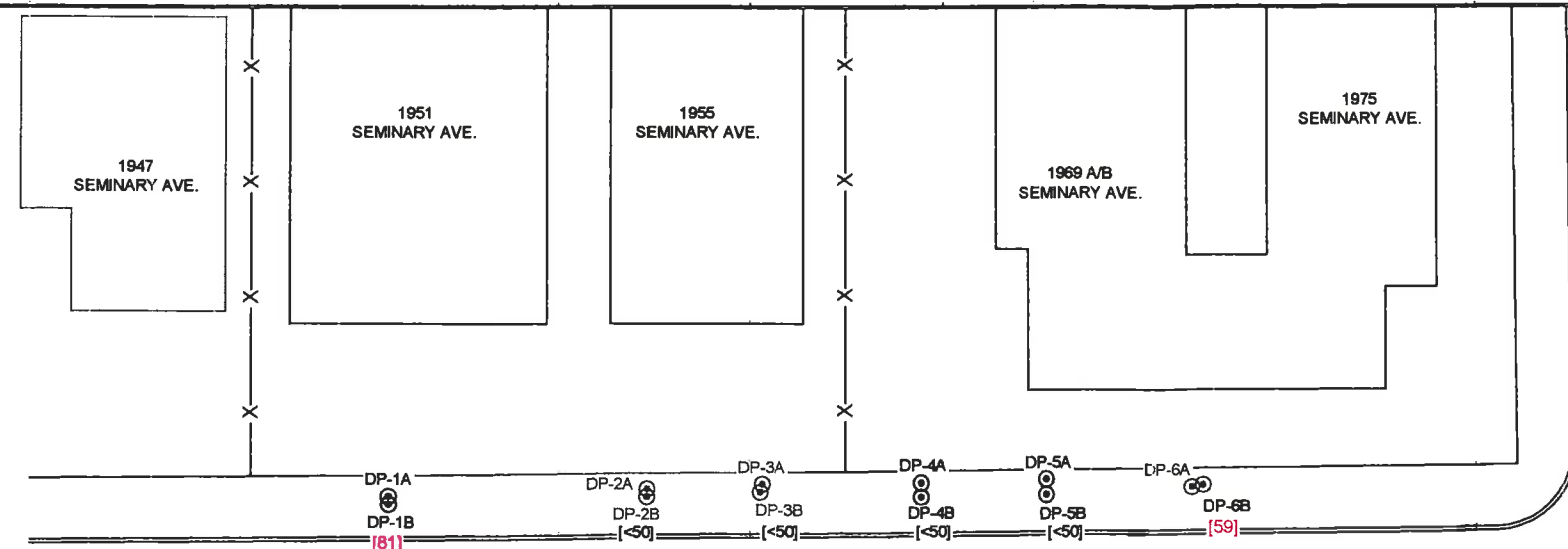 1947
SEMINARY AVE.
1951
SEMINARY AVE.
1955
SEMINARY AVE.
1969 A/B
SEMINARY AVE.
1975
SEMINARY AVE.
DP-1A
DP-1B
[81]
DP-2A
DP-2B
[<50]
DP-3A
DP-3B
[<50]
DP-4A
DP-4B
[<50]
DP-5A
DP-5B
[<50]
DP-6A
DP-6B
[59]